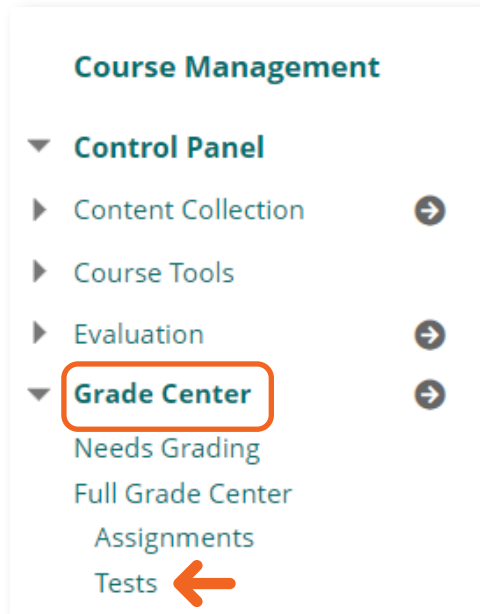 Course Management
Control Panel
Content Collection
Course Tools
Evaluation
Grade Center
Needs Grading
Full Grade Center
Assignments
Tests